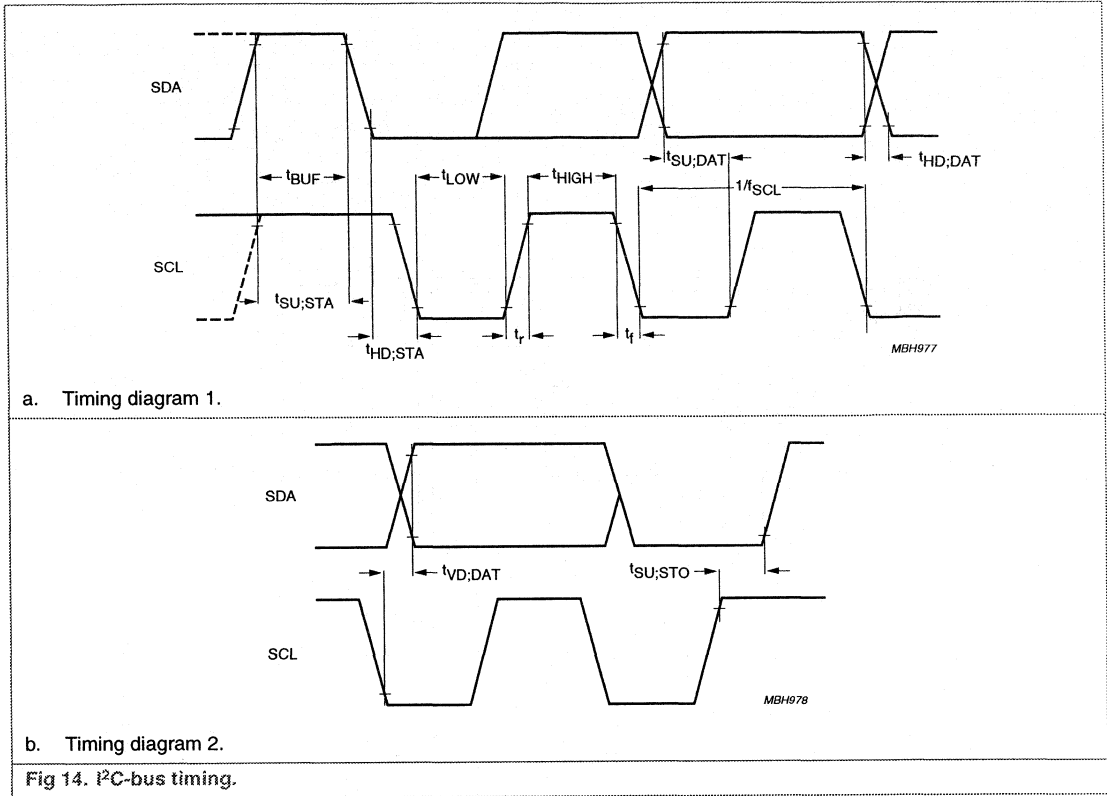 SDA
tSU;DAT
tHD;DAT
tBUF
tLOW
tHIGH
1/fSCL
SCL
tSU;STA
tHD;STA
tr
tf
MBH977
a. Timing diagram 1.
SDA
tVD;DAT
tSU;STO
SCL
MBH978
b. Timing diagram 2.
Fig 14. I²C-bus timing.